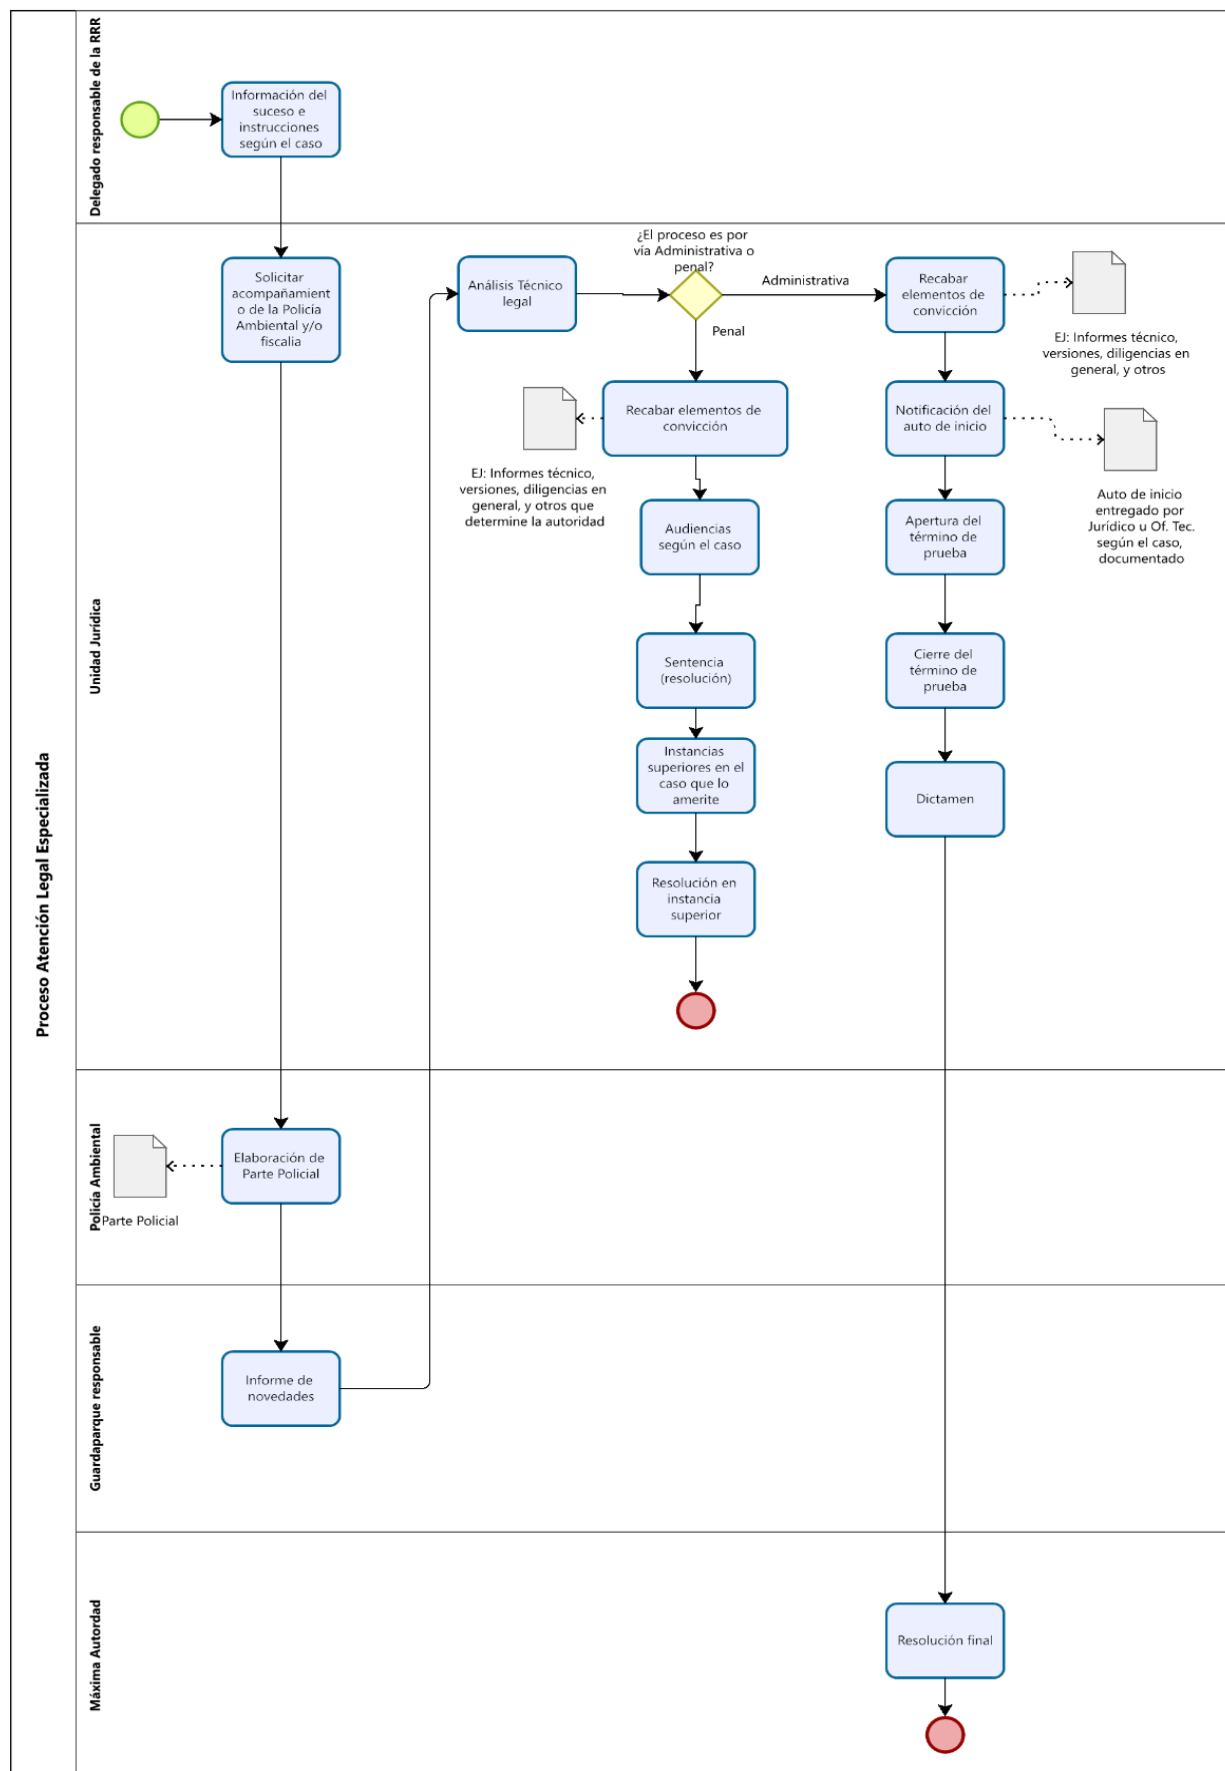 Proceso Atención Legal Especializada
Delegado responsable de la RRR
Información del
suceso e
instrucciones
según el caso
Unidad Jurídica
Solicitar
acompañamient
o de la Policía
Ambiental y/o
fiscalia
Análisis Técnico
legal
¿El proceso es por
vía Administrativa o
penal?
Administrativa
Penal
Recabar
elementos de
convicción
EJ: Informes técnico,
versiones, diligencias en
general, y otros
Recabar elementos de
convicción
EJ: Informes técnico,
versiones, diligencias en
general, y otros que
determine la autoridad
Notificación del
auto de inicio
Auto de inicio
entregado por
Jurídico u Of. Tec.
según el caso,
documentado
Audiencias
según el caso
Apertura del
término de
prueba
Sentencia
(resolución)
Cierre del
término de
prueba
Instancias
superiores en el
caso que lo
amerite
Dictamen
Resolución en
instancia
superior
Policía Ambiental
Elaboración de
Parte Policial
Parte Policial
Guardaparque responsable
Informe de
novedades
Máxima Autordad
Resolución final